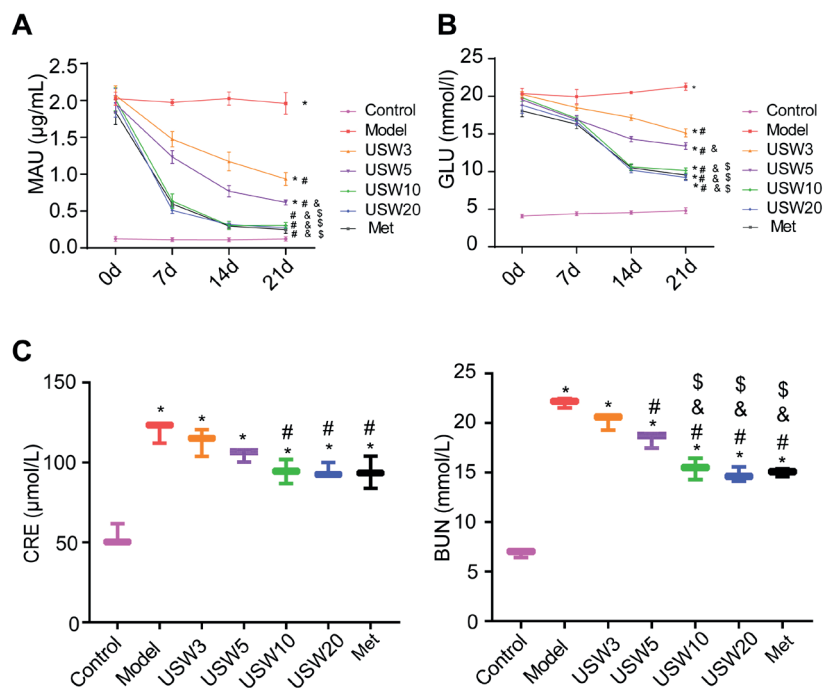 A
MAU (μg/mL)
2.5
2.0
1.5
1.0
0.5
0.0
0d
7d
14d
21d
*
* #
* # &
# & $
# & $
# & $
Control
Model
USW3
USW5
USW10
USW20
Met
B
GLU (mmol/l)
25
20
15
10
5
0
0d
7d
14d
21d
*
* #
* # &
* # & $
* # & $
* # & $
Control
Model
USW3
USW5
USW10
USW20
Met
C
CRE (μmol/L)
150
100
50
0
*
*
*
#
*
#
*
#
*
Control
Model
USW3
USW5
USW10
USW20
Met
BUN (mmol/L)
25
20
15
10
5
0
*
*
#
*
$
&
#
*
$
&
#
*
$
&
#
*
Control
Model
USW3
USW5
USW10
USW20
Met